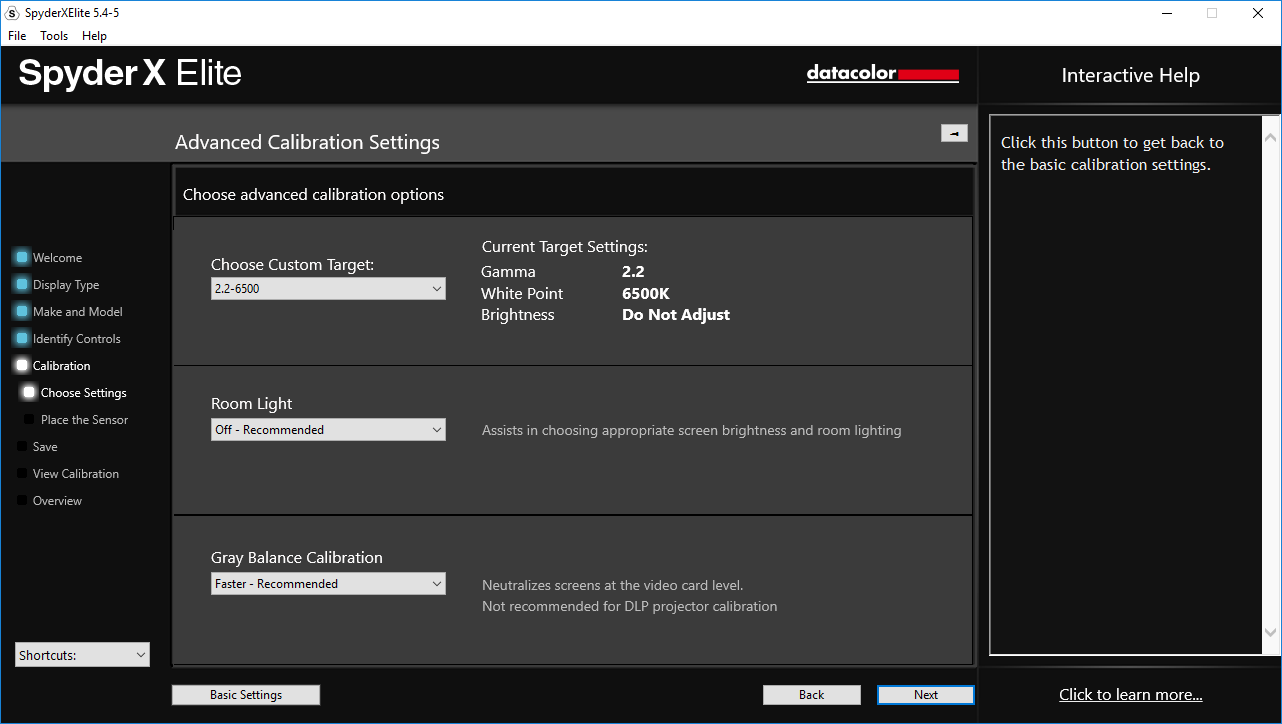 SpyderXElite 5.4-5
File Tools Help
Spyder X Elite
datacolor
Interactive Help
Advanced Calibration Settings
Click this button to get back to
the basic calibration settings.
Choose advanced calibration options
Welcome
Display Type
Make and Model
Identify Controls
Calibration
Choose Settings
Place the Sensor
Save
View Calibration
Overview
Choose Custom Target:
2.2-6500
Current Target Settings:
Gamma 2.2
White Point 6500K
Brightness Do Not Adjust
Room Light
Off - Recommended
Assists in choosing appropriate screen brightness and room lighting
Gray Balance Calibration
Faster - Recommended
Neutralizes screens at the video card level.
Not recommended for DLP projector calibration
Shortcuts:
Basic Settings
Back
Next
Click to learn more...